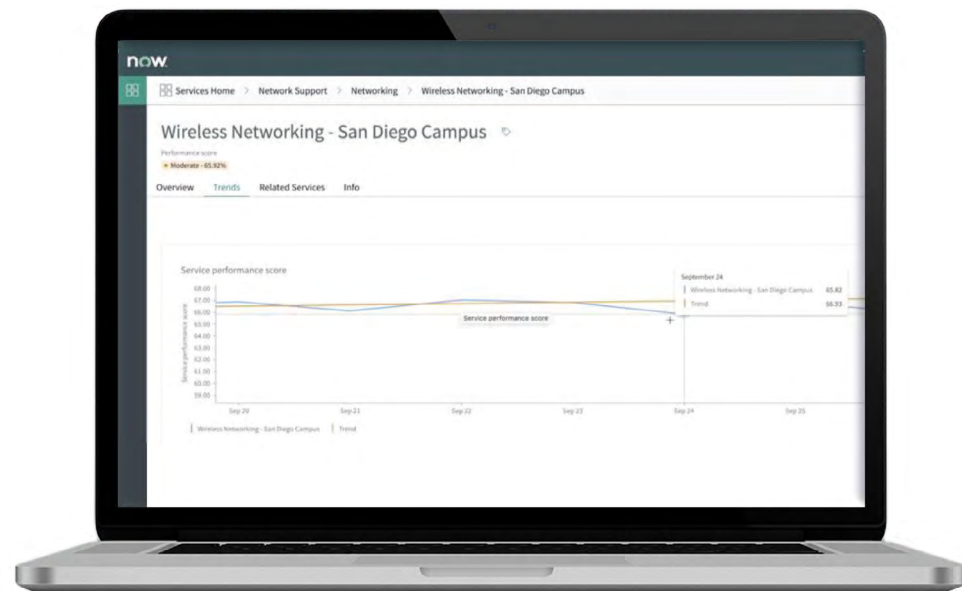 now.
Services Home > Network Support > Networking > Wireless Networking - San Diego Campus
Wireless Networking - San Diego Campus
Performance score
Moderate - 65.92%
Overview Trends Related Services Info
Service performance score
September 24
Wireless Networking - San Diego Campus 65.82
Trend 66.93
Service performance score
68.00
67.00
66.00
65.00
64.00
63.00
62.00
61.00
60.00
59.00
Service performance score
Sep 20 Sep 21 Sep 22 Sep 23 Sep 24 Sep 25
Wireless Networking - San Diego Campus Trend